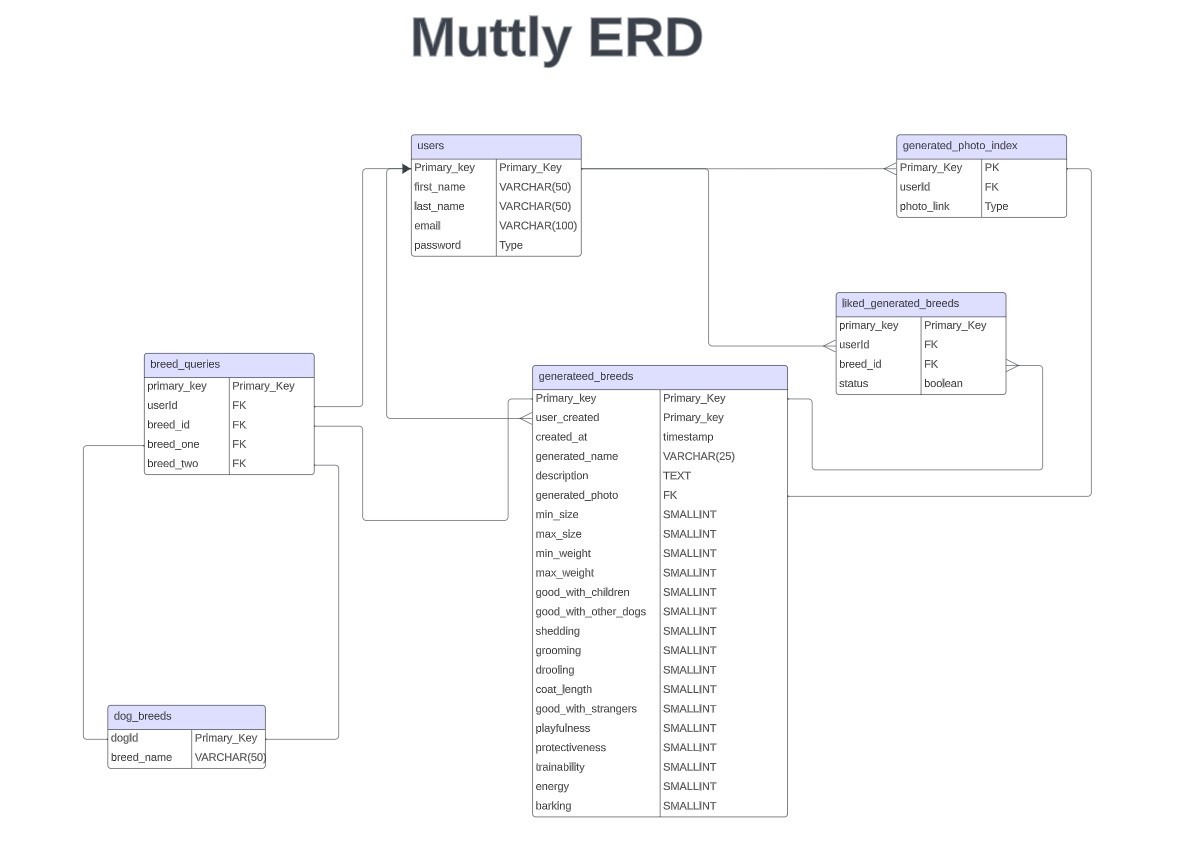 Muttly ERD
users
Primary_key Primary_Key
first_name VARCHAR(50)
last_name VARCHAR(50)
email VARCHAR(100)
password Type
generated_photo_index
Primary_Key PK
userId FK
photo_link Type
liked_generated_breeds
primary_key Primary_Key
userId FK
breed_id FK
status boolean
breed_queries
primary_key Primary_Key
userId FK
breed_id FK
breed_one FK
breed_two FK
generateed_breeds
Primary_key Primary_Key
user_created Primary_key
created_at timestamp
generated_name VARCHAR(25)
description TEXT
generated_photo FK
min_size SMALLINT
max_size SMALLINT
min_weight SMALLINT
max_weight SMALLINT
good_with_children SMALLINT
good_with_other_dogs SMALLINT
shedding SMALLINT
grooming SMALLINT
drooling SMALLINT
coat_length SMALLINT
good_with_strangers SMALLINT
playfulness SMALLINT
protectiveness SMALLINT
trainability SMALLINT
energy SMALLINT
barking SMALLINT
dog_breeds
dogId Primary_Key
breed_name VARCHAR(50)